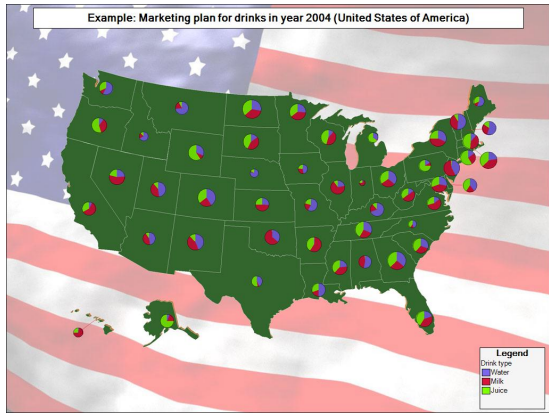 Example: Marketing plan for drinks in year 2004 (United States of America)
Legend
Drink type
Water
Milk
Juice